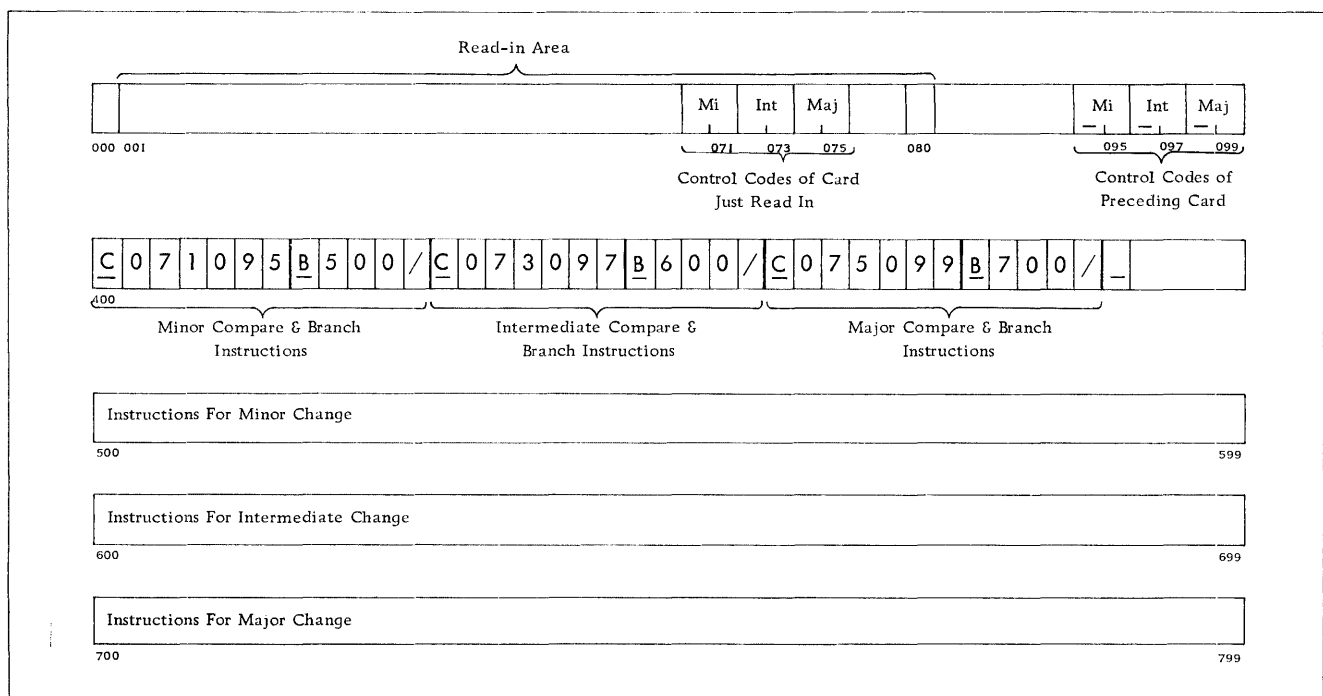 Read-in Area
Mi Int Maj Mi Int Maj
000 001 071 073 075 080 095 097 099
Control Codes of Card
Just Read In
Control Codes of
Preceding Card
C 0 7 1 0 9 5 B 5 0 0 / C 0 7 3 0 9 7 B 6 0 0 / C 0 7 5 0 9 9 B 7 0 0 / _
400
Minor Compare & Branch
Instructions
Intermediate Compare &
Branch Instructions
Major Compare & Branch
Instructions
Instructions For Minor Change
500 599
Instructions For Intermediate Change
600 699
Instructions For Major Change
700 799